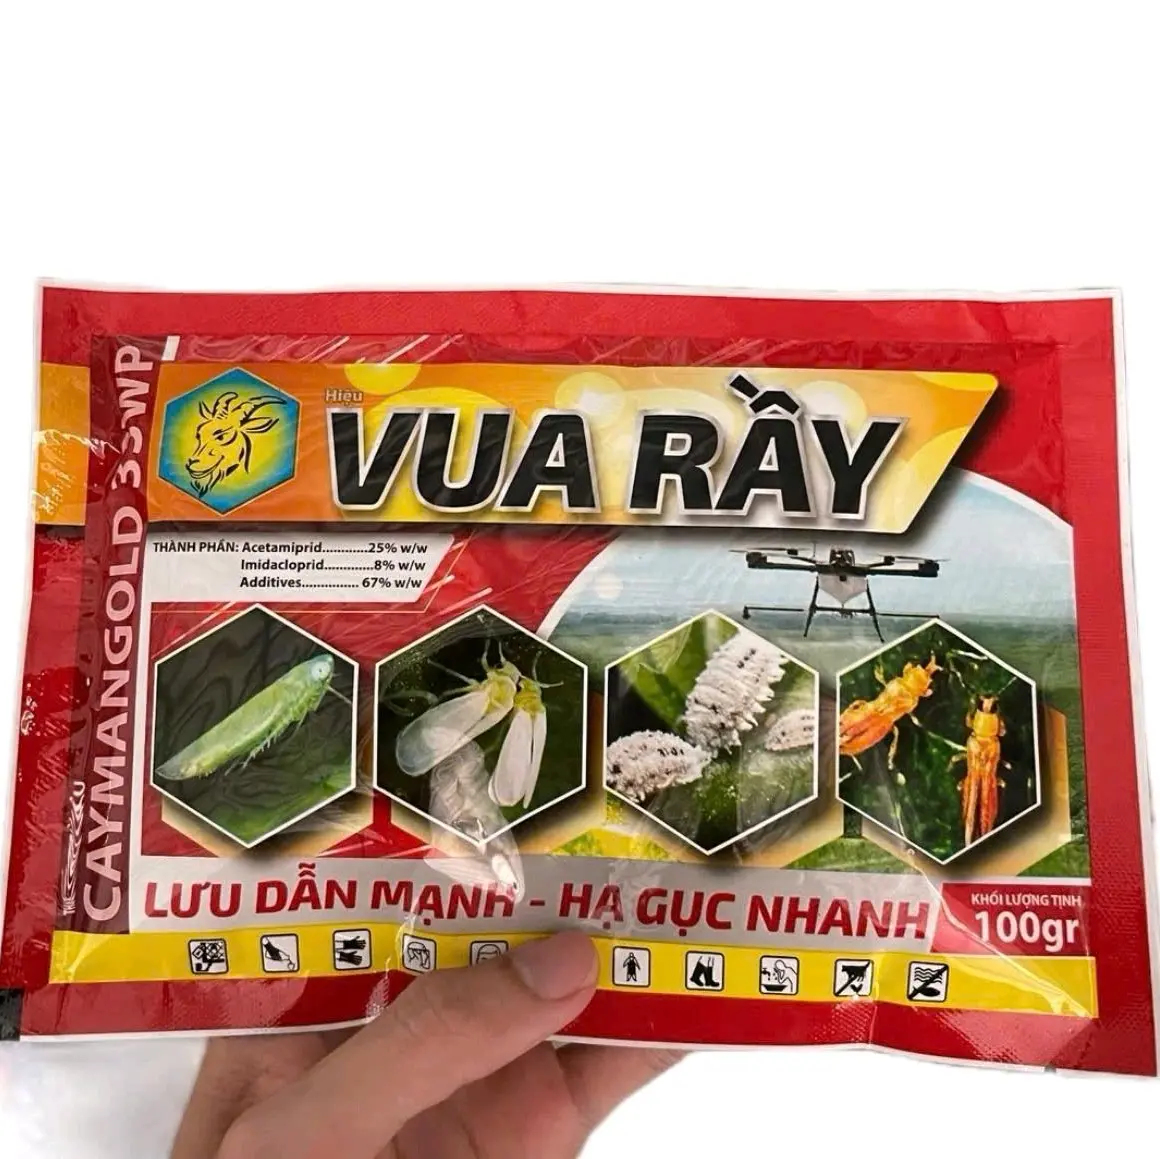 Hiệu
VUA RẦY
CAYMANGOLD 33WP
THÀNH PHẦN: Acetamiprid............25% w/w
Imidacloprid.............8% w/w
Additives............... 67% w/w
LƯU DẪN MẠNH - HẠ GỤC NHANH
KHỐI LƯỢNG TỊNH
100gr